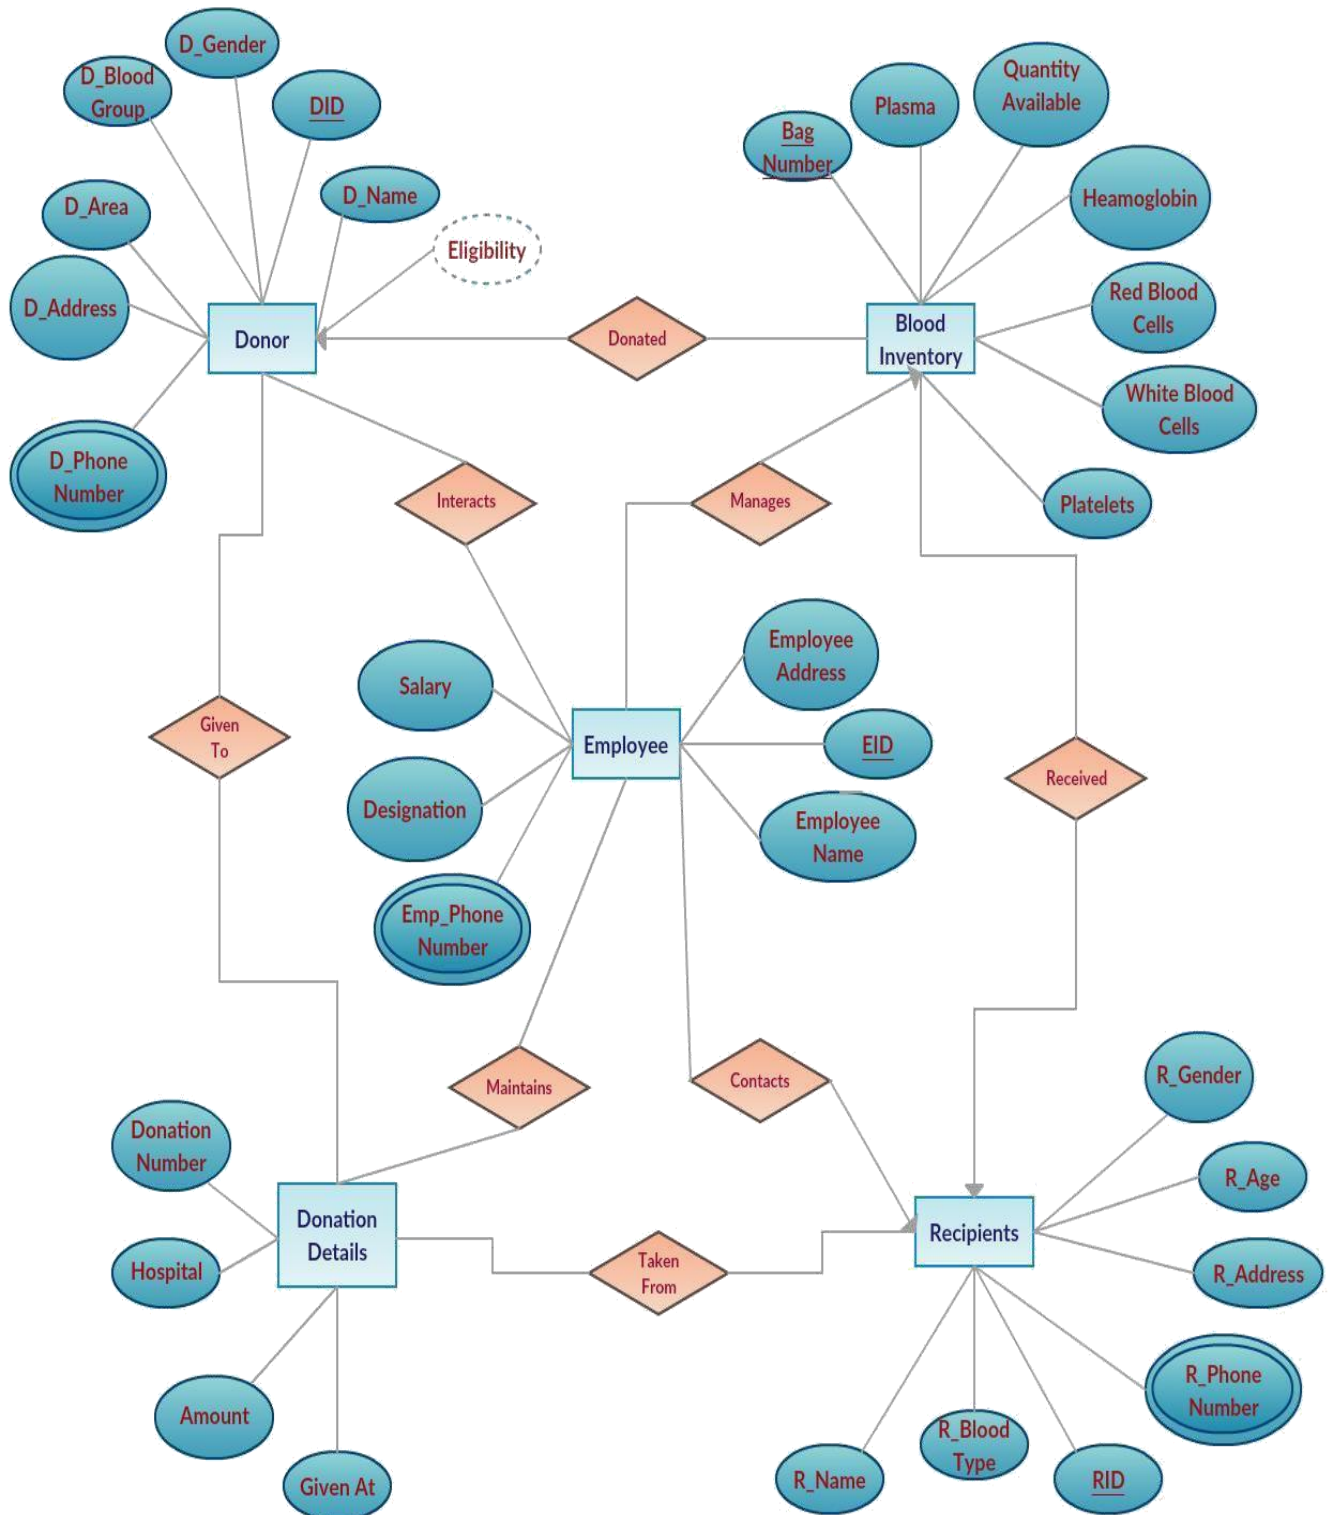 D_Gender
D_Blood
Group
DID
D_Name
D_Area
Eligibility
D_Address
Donor
D_Phone
Number
Donated
Quantity
Available
Plasma
Bag
Number
Heamoglobin
Red Blood
Cells
Blood
Inventory
White Blood
Cells
Platelets
Interacts
Manages
Employee
Address
Salary
Given
To
Employee
EID
Received
Designation
Employee
Name
Emp_Phone
Number
Maintains
Contacts
R_Gender
Donation
Number
R_Age
Donation
Details
Recipients
Hospital
Taken
From
R_Address
R_Phone
Number
Amount
R_Blood
Type
Given At
R_Name
RID